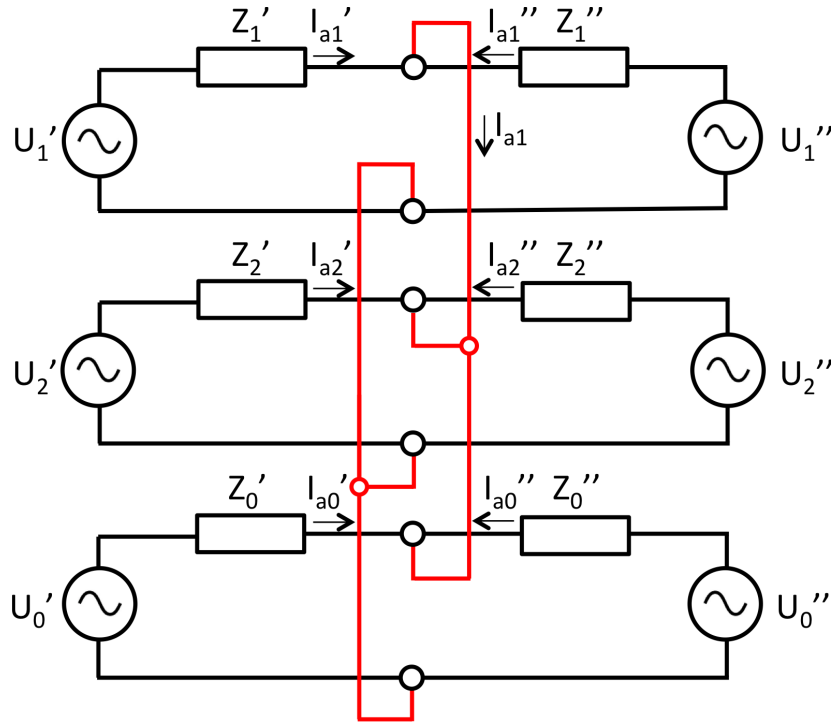 Z₁′ Iₐ₁′ Iₐ₁″ Z₁″
U₁′ Iₐ₁ U₁″
Z₂′ Iₐ₂′ Iₐ₂″ Z₂″
U₂′ U₂″
Z₀′ Iₐ₀′ Iₐ₀″ Z₀″
U₀′ U₀″